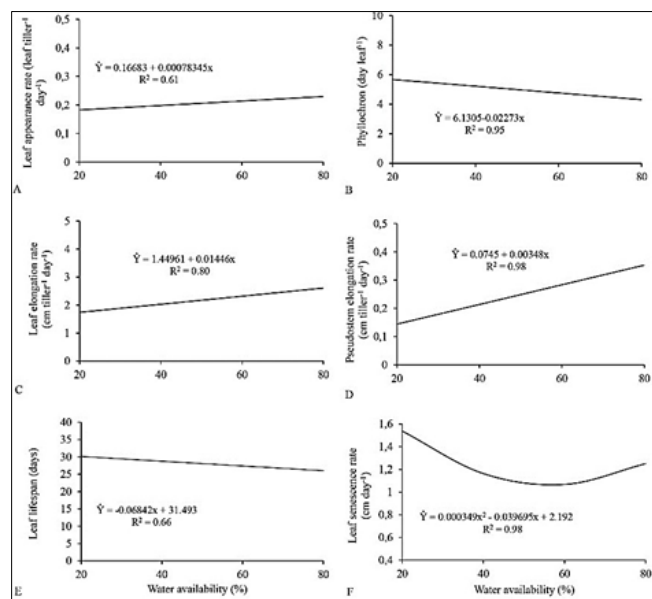 Leaf appearance rate (leaf tiller⁻¹
day⁻¹)
0,5
0,4
0,3
0,2
0,1
0
Ŷ = 0.16683 + 0.00078345x
R² = 0.61
20 40 60 80
A
Phyllochron (day leaf⁻¹)
10
8
6
4
2
0
Ŷ = 6.1305-0.02273x
R² = 0.95
20 40 60 80
B
Leaf elongation rate
(cm tiller⁻¹ day⁻¹)
5
4
3
2
1
0
Ŷ = 1.44961 + 0.01446x
R² = 0.80
20 40 60 80
C
Pseudostem elongation rate
(cm tiller⁻¹ day⁻¹)
0,5
0,4
0,3
0,2
0,1
0
Ŷ = 0.0745 + 0.00348x
R² = 0.98
20 40 60 80
D
Leaf lifespan (days)
40
35
30
25
20
15
10
5
0
Ŷ = -0.06842x + 31.493
R² = 0.66
20 40 60 80
Water availability (%)
E
Leaf senescence rate
(cm day⁻¹)
1,6
1,4
1,2
1
0,8
0,6
0,4
Ŷ = 0.000349x² - 0.039695x + 2.192
R² = 0.98
20 40 60 80
Water availability (%)
F